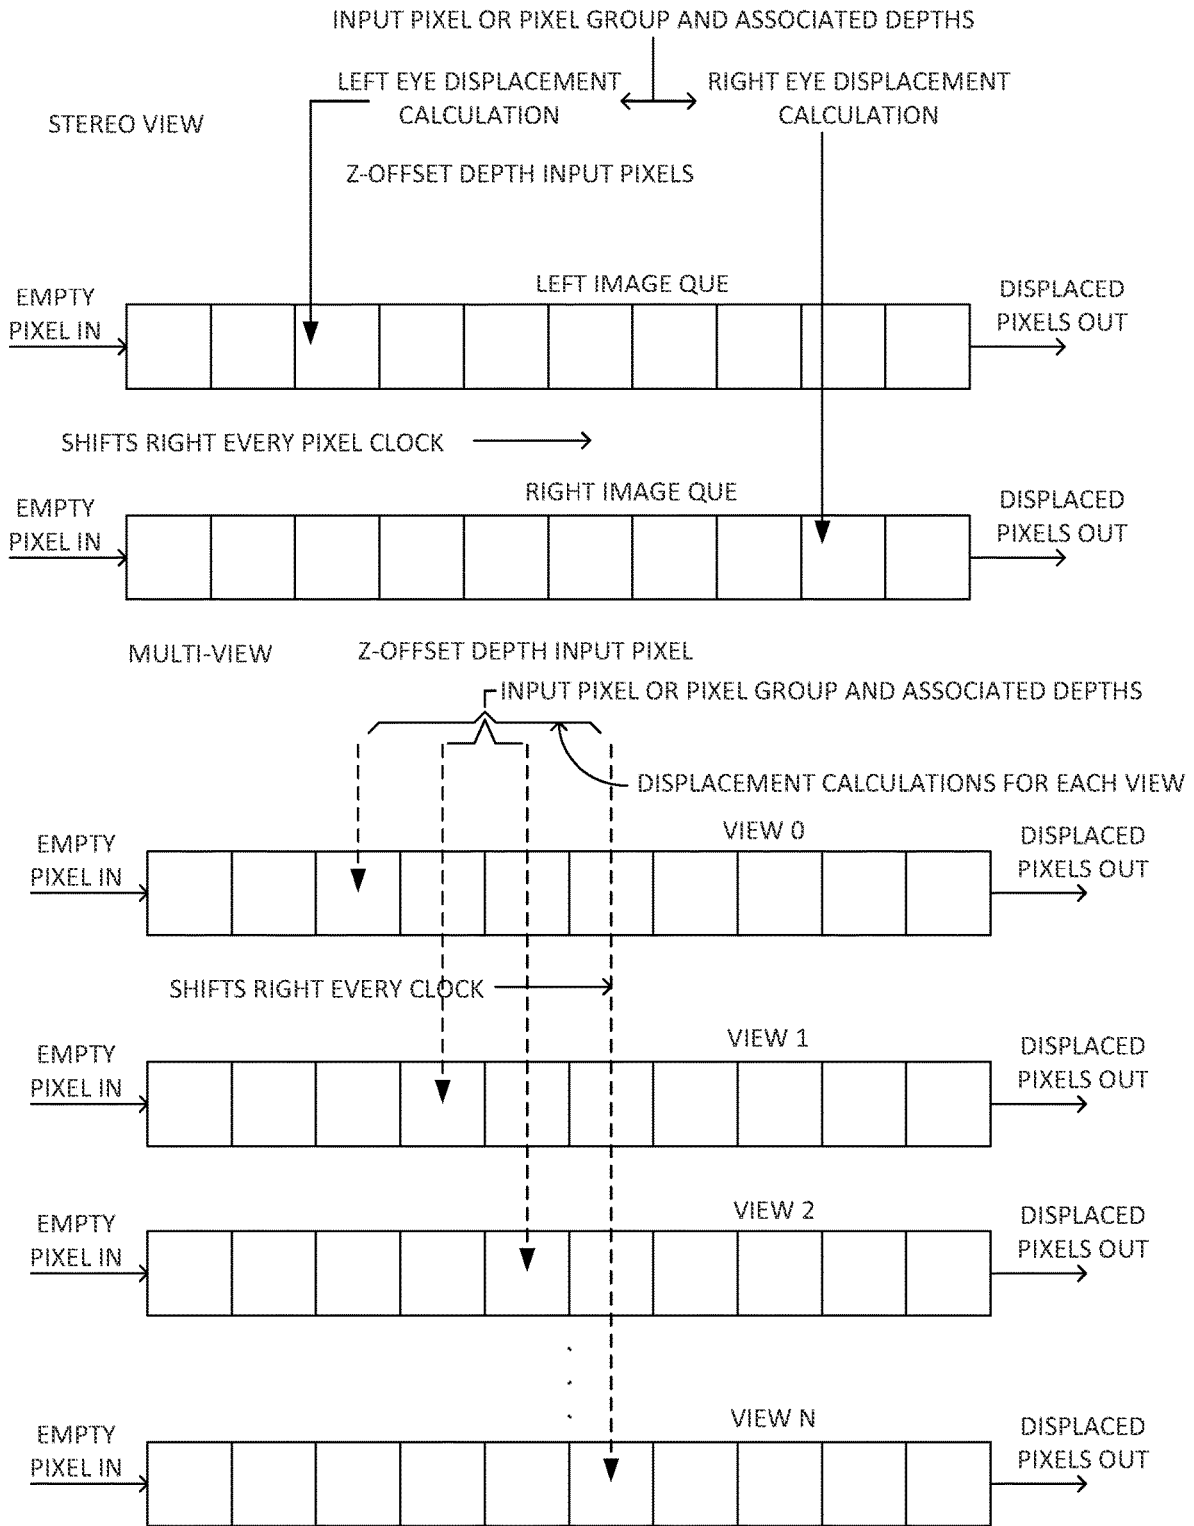 INPUT PIXEL OR PIXEL GROUP AND ASSOCIATED DEPTHS
LEFT EYE DISPLACEMENT
CALCULATION
RIGHT EYE DISPLACEMENT
CALCULATION
STEREO VIEW
Z-OFFSET DEPTH INPUT PIXELS
LEFT IMAGE QUE
EMPTY
PIXEL IN
DISPLACED
PIXELS OUT
SHIFTS RIGHT EVERY PIXEL CLOCK
RIGHT IMAGE QUE
EMPTY
PIXEL IN
DISPLACED
PIXELS OUT
MULTI-VIEW
Z-OFFSET DEPTH INPUT PIXEL
INPUT PIXEL OR PIXEL GROUP AND ASSOCIATED DEPTHS
DISPLACEMENT CALCULATIONS FOR EACH VIEW
VIEW 0
EMPTY
PIXEL IN
DISPLACED
PIXELS OUT
SHIFTS RIGHT EVERY CLOCK
VIEW 1
EMPTY
PIXEL IN
DISPLACED
PIXELS OUT
VIEW 2
EMPTY
PIXEL IN
DISPLACED
PIXELS OUT
VIEW N
EMPTY
PIXEL IN
DISPLACED
PIXELS OUT